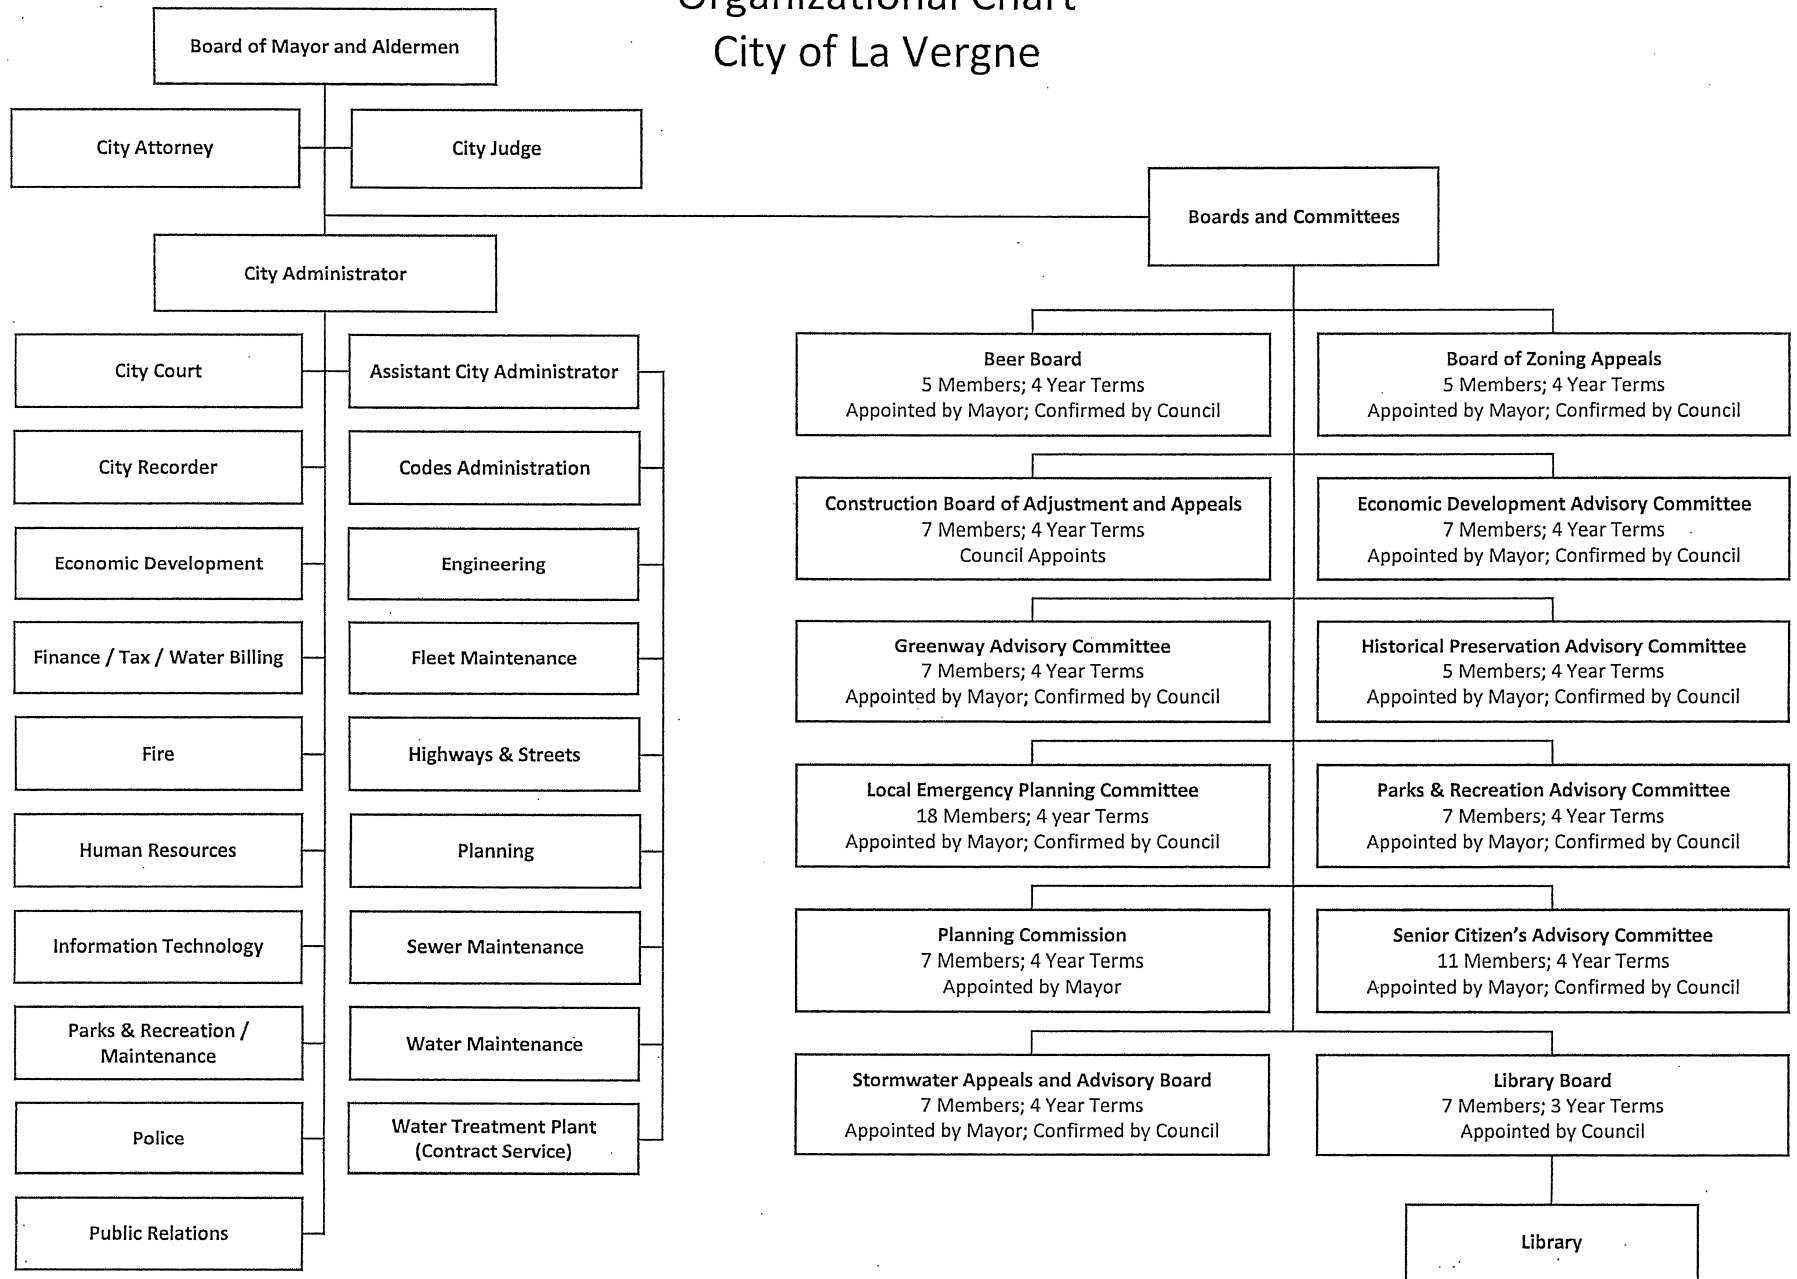 Organizational Chart
City of La Vergne
Board of Mayor and Aldermen
City Attorney
City Judge
Boards and Committees
City Administrator
City Court
City Recorder
Economic Development
Finance / Tax / Water Billing
Fire
Human Resources
Information Technology
Parks & Recreation /
Maintenance
Police
Public Relations
Assistant City Administrator
Codes Administration
Engineering
Fleet Maintenance
Highways & Streets
Planning
Sewer Maintenance
Water Maintenance
Water Treatment Plant
(Contract Service)
Beer Board
5 Members; 4 Year Terms
Appointed by Mayor; Confirmed by Council
Board of Zoning Appeals
5 Members; 4 Year Terms
Appointed by Mayor; Confirmed by Council
Construction Board of Adjustment and Appeals
7 Members; 4 Year Terms
Council Appoints
Economic Development Advisory Committee
7 Members; 4 Year Terms
Appointed by Mayor; Confirmed by Council
Greenway Advisory Committee
7 Members; 4 Year Terms
Appointed by Mayor; Confirmed by Council
Historical Preservation Advisory Committee
5 Members; 4 Year Terms
Appointed by Mayor; Confirmed by Council
Local Emergency Planning Committee
18 Members; 4 year Terms
Appointed by Mayor; Confirmed by Council
Parks & Recreation Advisory Committee
7 Members; 4 Year Terms
Appointed by Mayor; Confirmed by Council
Planning Commission
7 Members; 4 Year Terms
Appointed by Mayor
Senior Citizen's Advisory Committee
11 Members; 4 Year Terms
Appointed by Mayor; Confirmed by Council
Stormwater Appeals and Advisory Board
7 Members; 4 Year Terms
Appointed by Mayor; Confirmed by Council
Library Board
7 Members; 3 Year Terms
Appointed by Council
Library